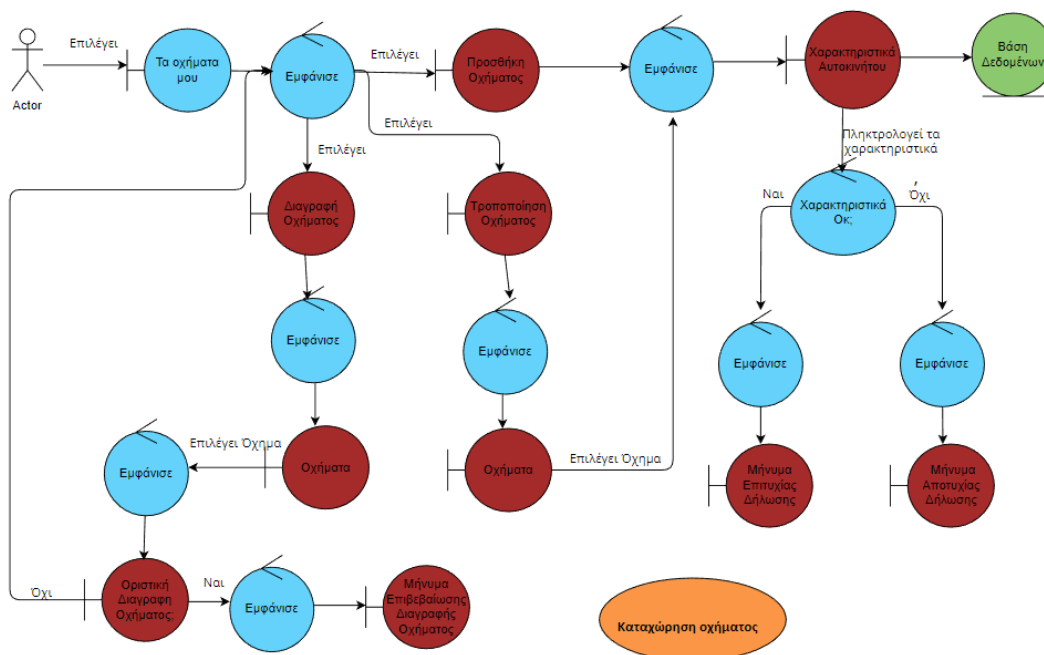 Επιλέγει
Actor
Τα οχήματα
μου
Εμφάνισε
Επιλέγει
Προσθήκη
Οχήματος
Εμφάνισε
Χαρακτηριστικά
Αυτοκινήτου
Βάση
Δεδομένων
Επιλέγει
Επιλέγει
Πληκτρολογεί τα
χαρακτηριστικά
Διαγραφή
Οχήματος
Τροποποίηση
Οχήματος
Ναι
Χαρακτηριστικά
Οκ;
Όχι
Εμφάνισε
Εμφάνισε
Εμφάνισε
Εμφάνισε
Επιλέγει Όχημα
Εμφάνισε
Οχήματα
Οχήματα
Επιλέγει Όχημα
Μήνυμα
Επιτυχίας
Δήλωσης
Μήνυμα
Αποτυχίας
Δήλωσης
Όχι
Οριστική
Διαγραφη
Οχήματος;
Ναι
Εμφάνισε
Μήνυμα
Επιβεβαίωσης
Διαγραφής
Οχήματος
Καταχώρηση οχήματος